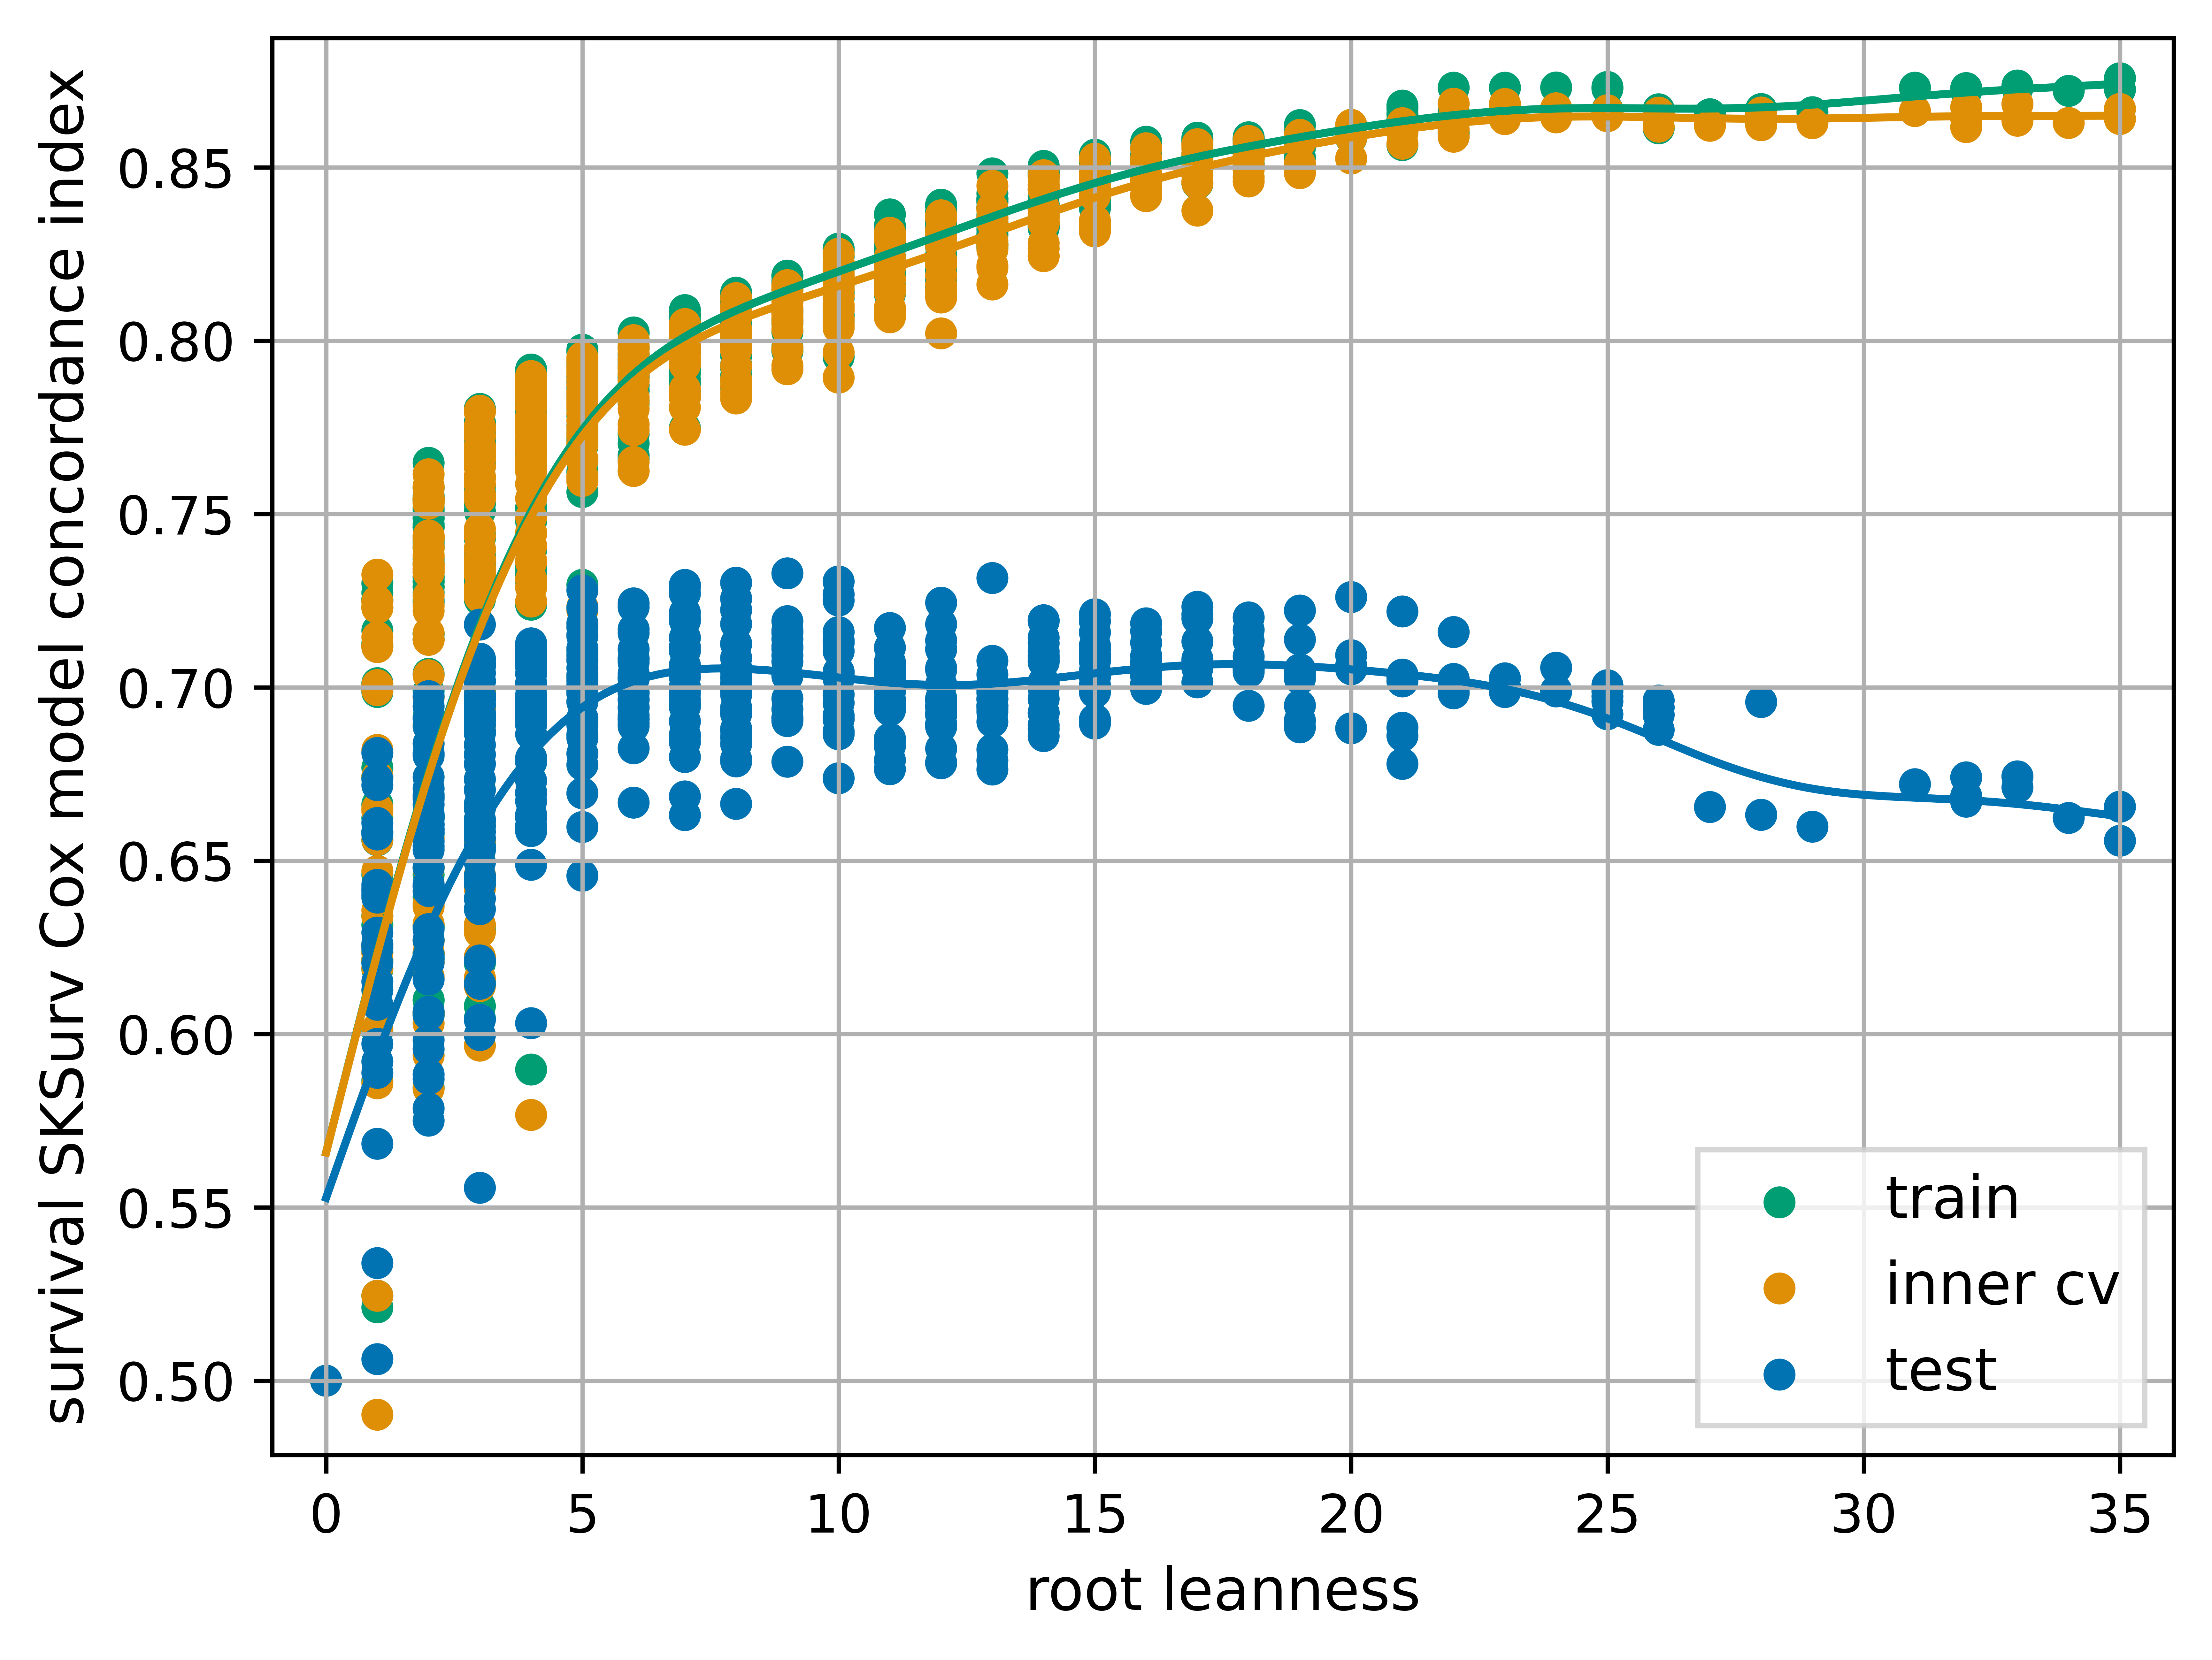 survival SKSurv Cox model concordance index
0.85
0.80
0.75
0.70
0.65
0.60
0.55
0.50
0 5 10 15 20 25 30 35
root leanness
train
inner cv
test